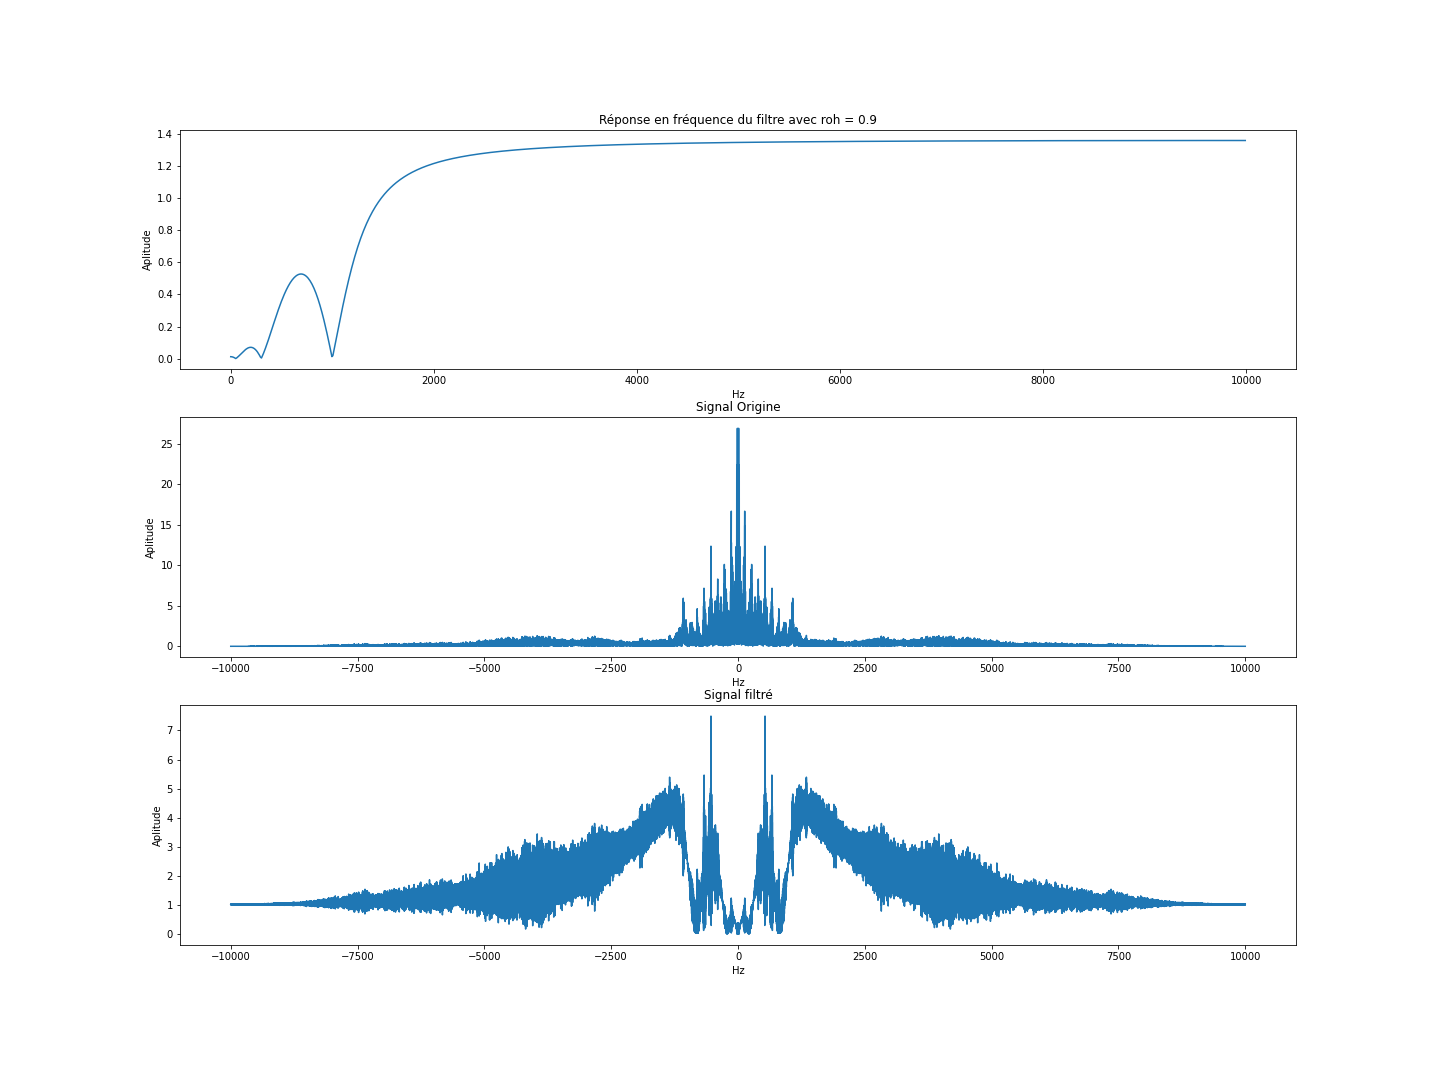 Réponse en fréquence du filtre avec roh = 0.9
1.4
1.2
1.0
0.8
0.6
0.4
0.2
0.0
Aplitude
0 2000 4000 6000 8000 10000
Hz
Signal Origine
25
20
15
10
5
0
Aplitude
−10000 −7500 −5000 −2500 0 2500 5000 7500 10000
Hz
Signal filtré
7
6
5
4
3
2
1
0
Aplitude
−10000 −7500 −5000 −2500 0 2500 5000 7500 10000
Hz